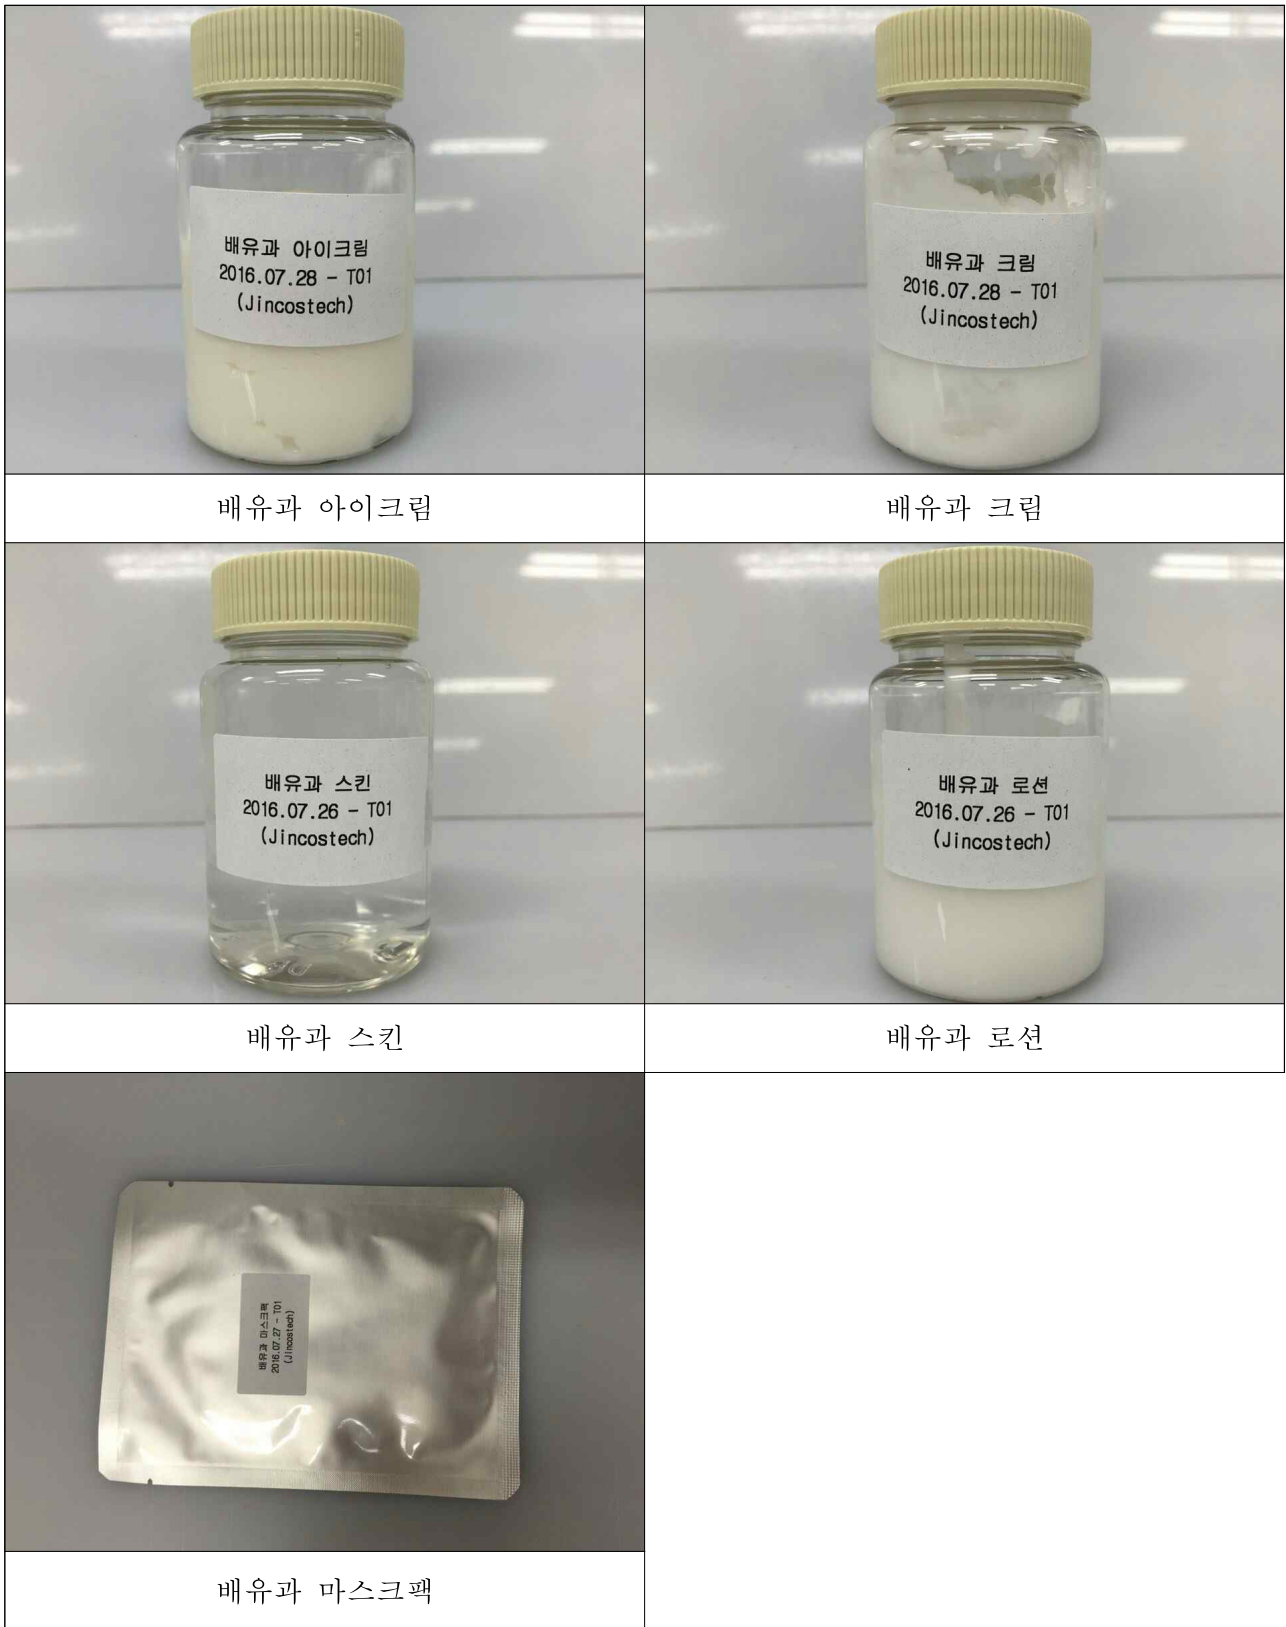 배유과 아이크림
2016.07.28 - T01
(Jincostech)
배유과 크림
2016.07.28 - T01
(Jincostech)
배유과 아이크림
배유과 크림
배유과 스킨
2016.07.26 - T01
(Jincostech)
배유과 로션
2016.07.26 - T01
(Jincostech)
배유과 스킨
배유과 로션
배유과 마스크팩
2016.07.27 - T01
(Jincostech)
배유과 마스크팩